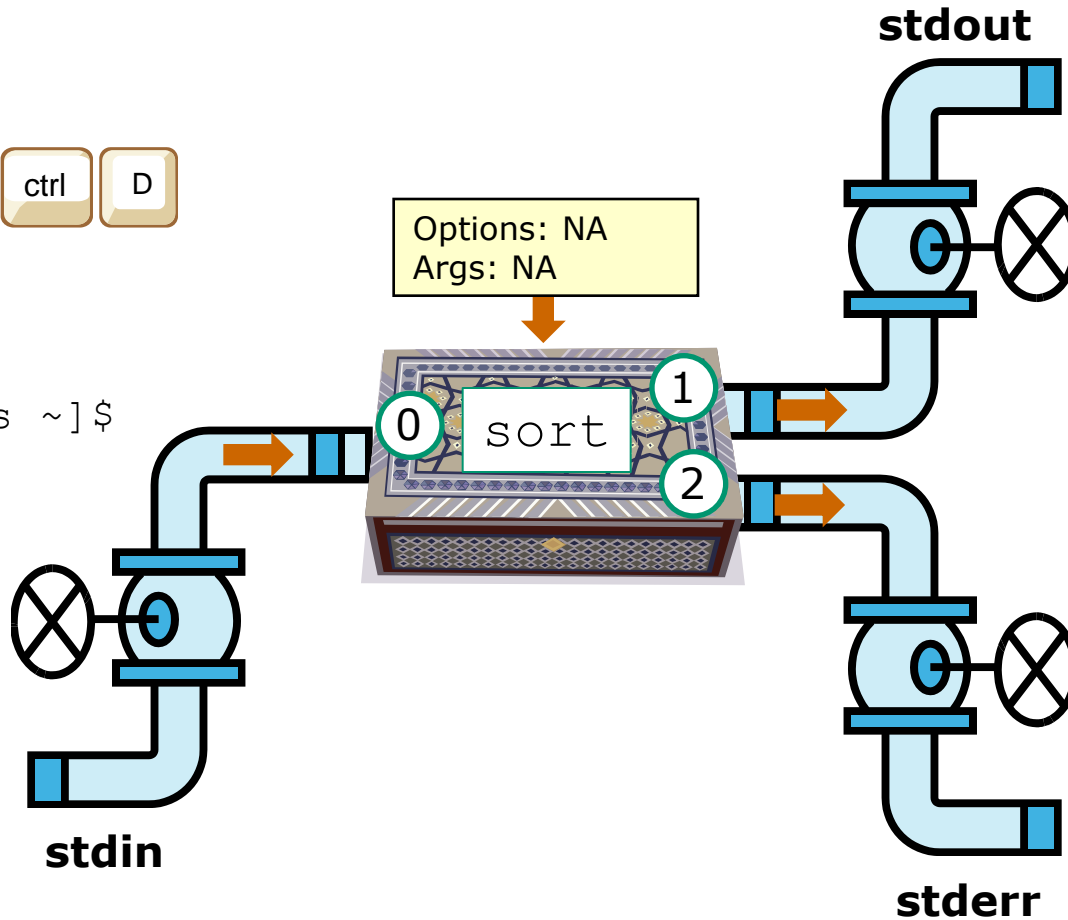 stdout
ctrl
D
Options: NA
Args: NA
~]$
0
1
sort
2
stdin
stderr